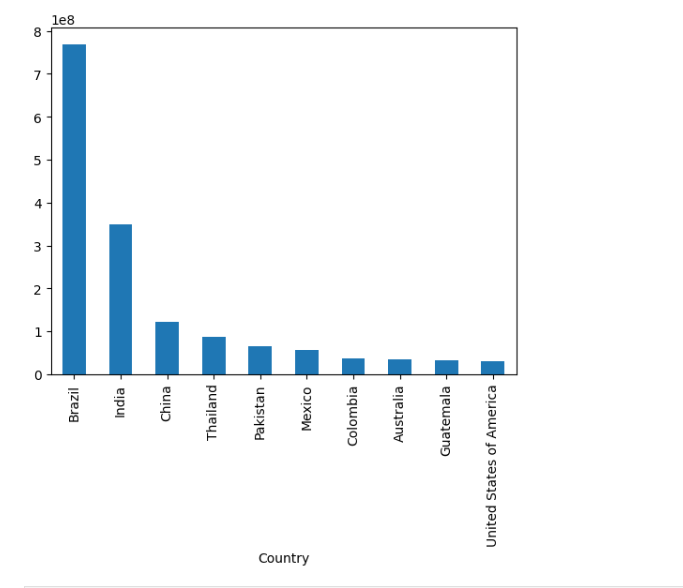 1e8
8
7
6
5
4
3
2
1
0
Brazil
India
China
Thailand
Pakistan
Mexico
Colombia
Australia
Guatemala
United States of America
Country